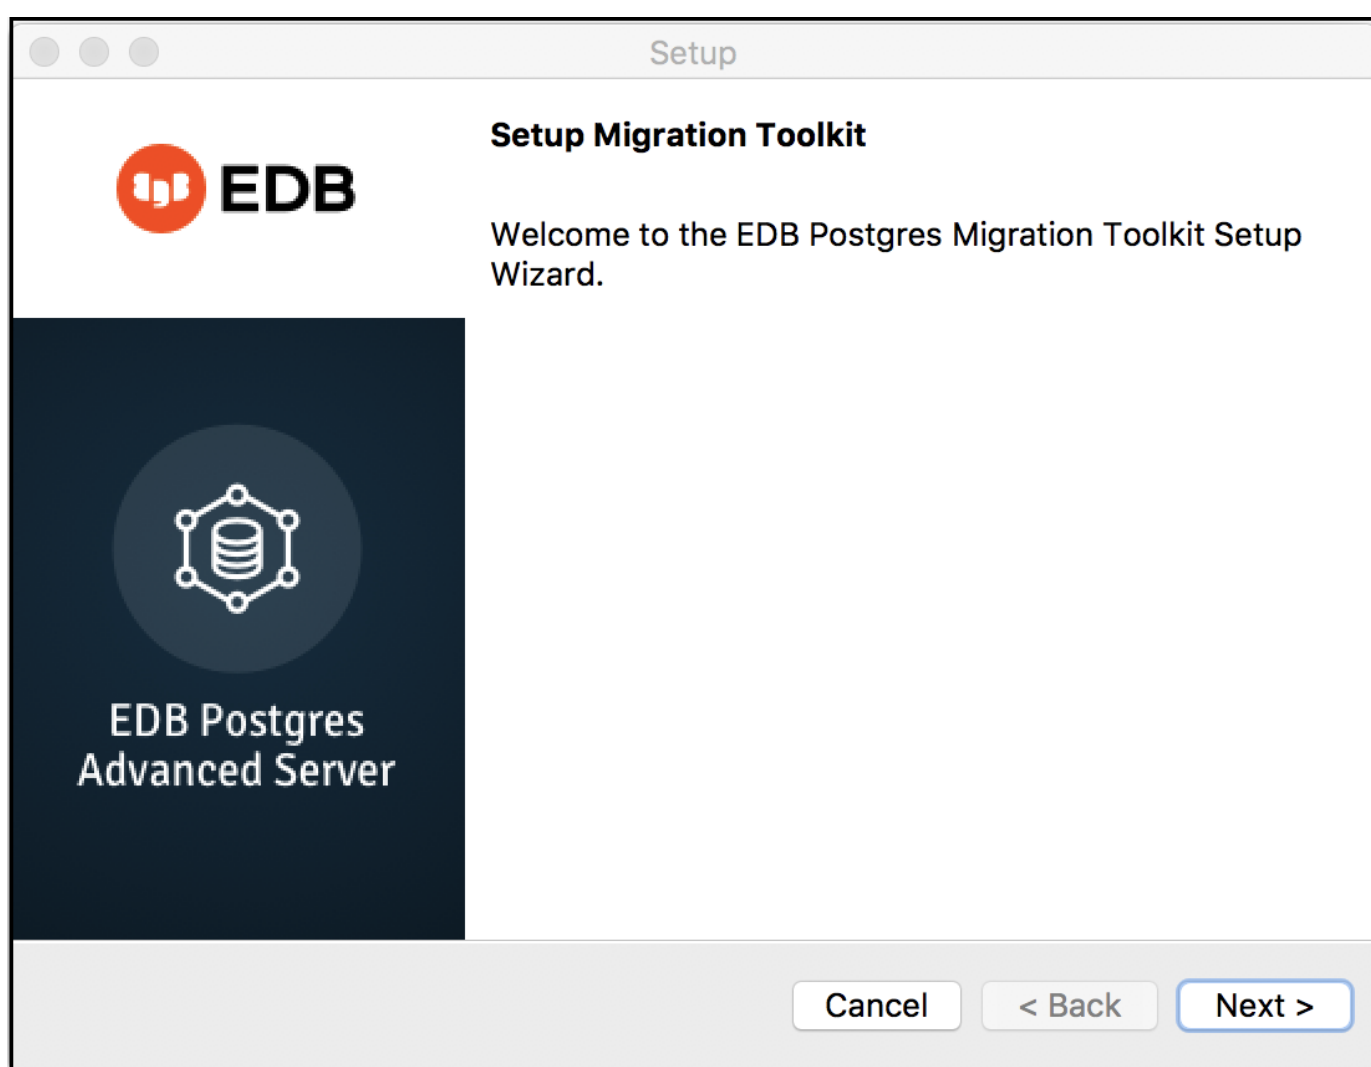 Setup
EDB
Setup Migration Toolkit
Welcome to the EDB Postgres Migration Toolkit Setup
Wizard.
EDB Postgres
Advanced Server
Cancel
< Back
Next >